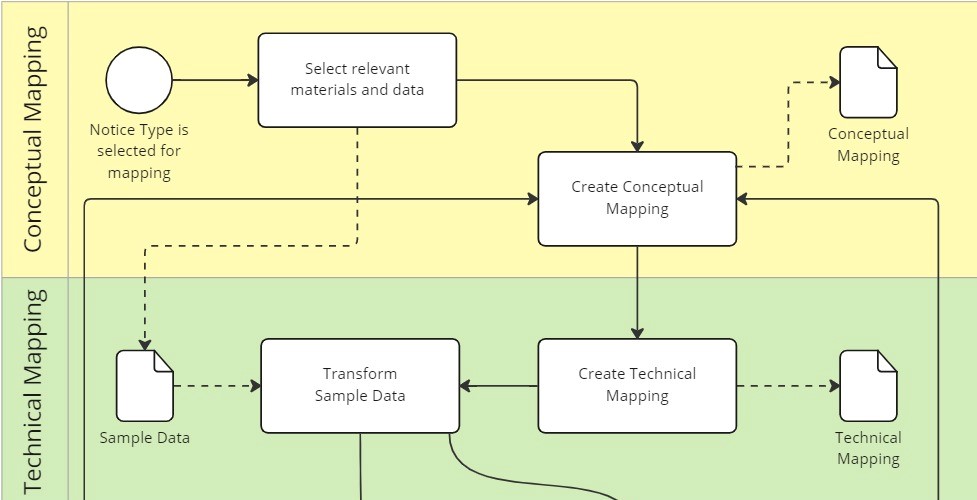 Conceptual Mapping
Select relevant
materials and data
Notice Type is
selected for
mapping
Conceptual
Mapping
Create Conceptual
Mapping
Technical Mapping
Transform
Sample Data
Create Technical
Mapping
Sample Data
Technical
Mapping